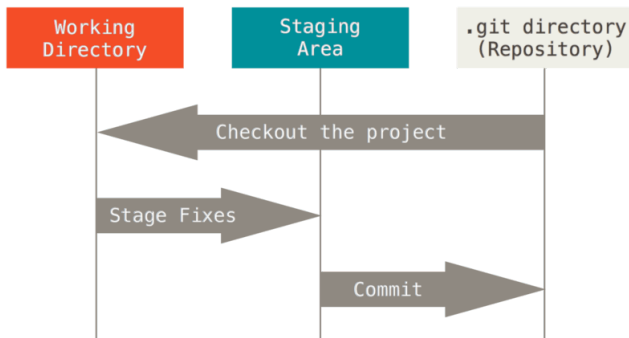 Working
Directory
Staging
Area
.git directory
(Repository)
Checkout the project
Stage Fixes
Commit